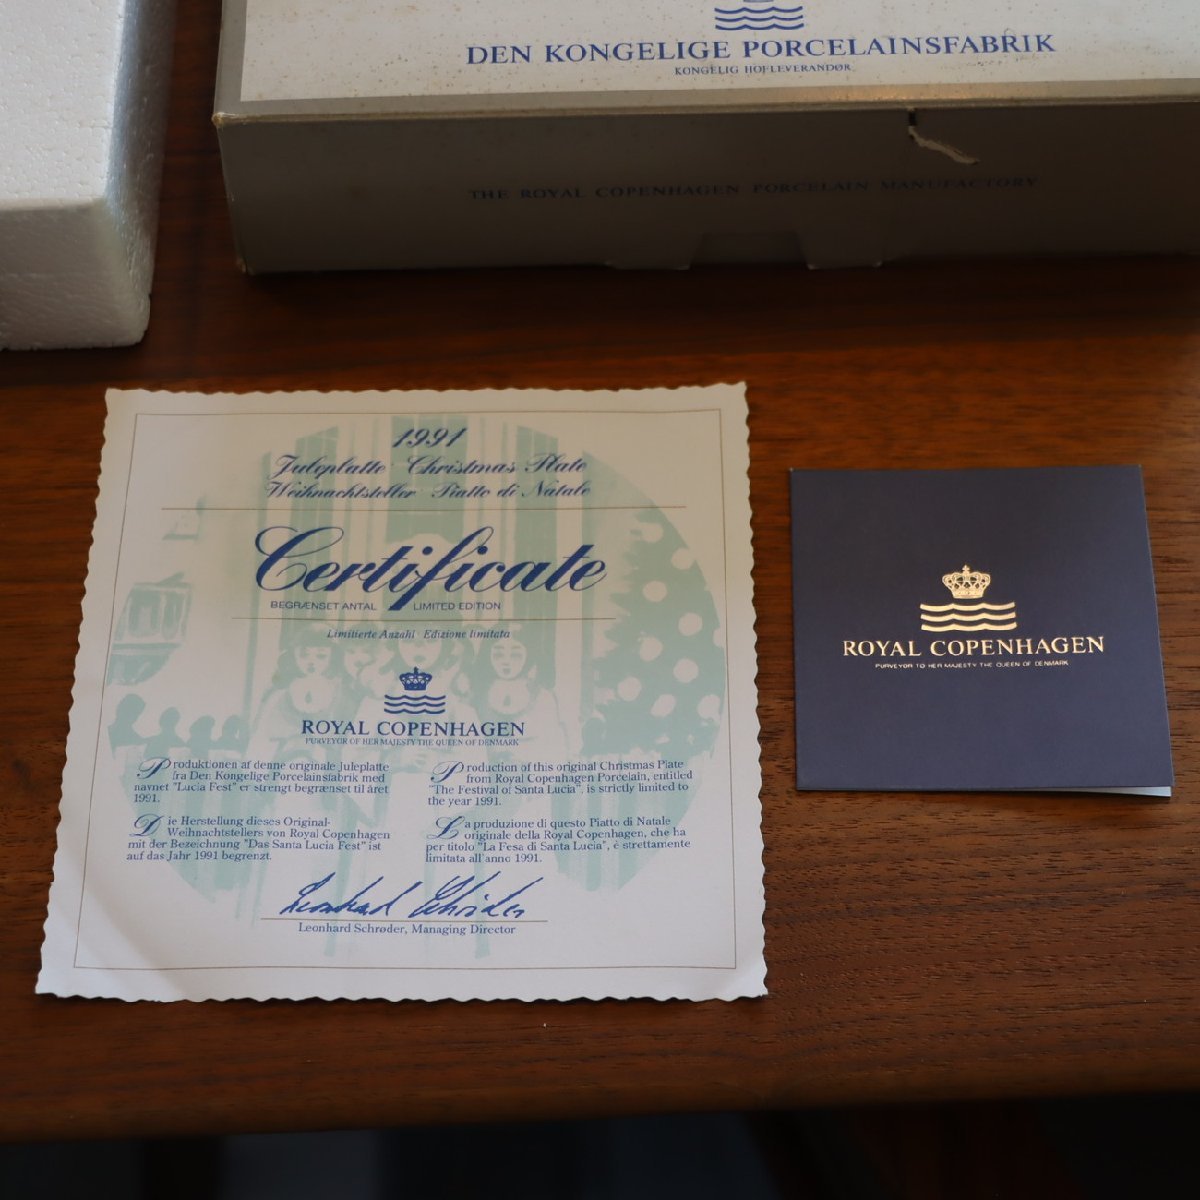 DEN KONGELIGE PORCELAINSFABRIK
KONGELIG HOFLEVERANDØR
THE ROYAL COPENHAGEN PORCELAIN MANUFACTORY
1991
Juleplatte · Christmas Plate
Weihnachtsteller · Piatto di Natale
Certificate
BEGRÆNSET ANTAL LIMITED EDITION
Limitierte Anzahl Edizione limitata
ROYAL COPENHAGEN
PURVEYOR OF HER MAJESTY THE QUEEN OF DENMARK
Produktionen af denne originale Juleplatte
fra Den Kongelige Porcelainsfabrik med
navnet "Lucia Fest" er strengt begrænset til året
1991.
Production of this original Christmas Plate
from Royal Copenhagen Porcelain, entitled
"The Festival of Santa Lucia", is strictly limited to
the year 1991.
Die Herstellung dieses Original-
Weihnachtstellers von Royal Copenhagen
mit der Bezeichnung "Das Santa Lucia Fest" ist
auf das Jahr 1991 begrenzt.
La produzione di questo Piatto di Natale
originale della Royal Copenhagen, che ha
per titolo "La Fesa di Santa Lucia", è strettamente
limitata all'anno 1991.
Leonhard Schrøder
Leonhard Schrøder, Managing Director
ROYAL COPENHAGEN
PURVEYOR TO HER MAJESTY THE QUEEN OF DENMARK